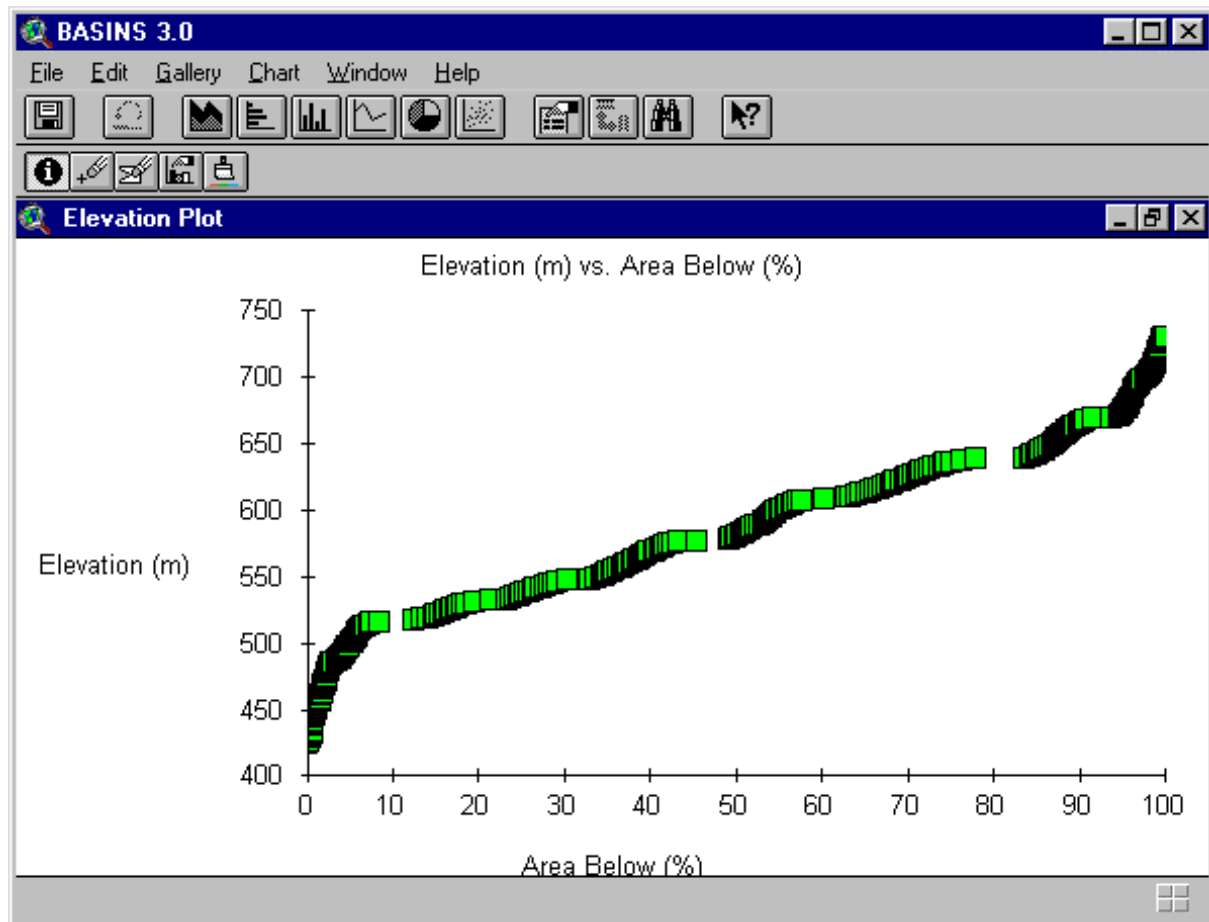 BASINS 3.0
File Edit Gallery Chart Window Help
?
Elevation Plot
Elevation (m) vs. Area Below (%)
750
700
650
600
Elevation (m)
550
500
450
400
0 10 20 30 40 50 60 70 80 90 100
Area Below (%)